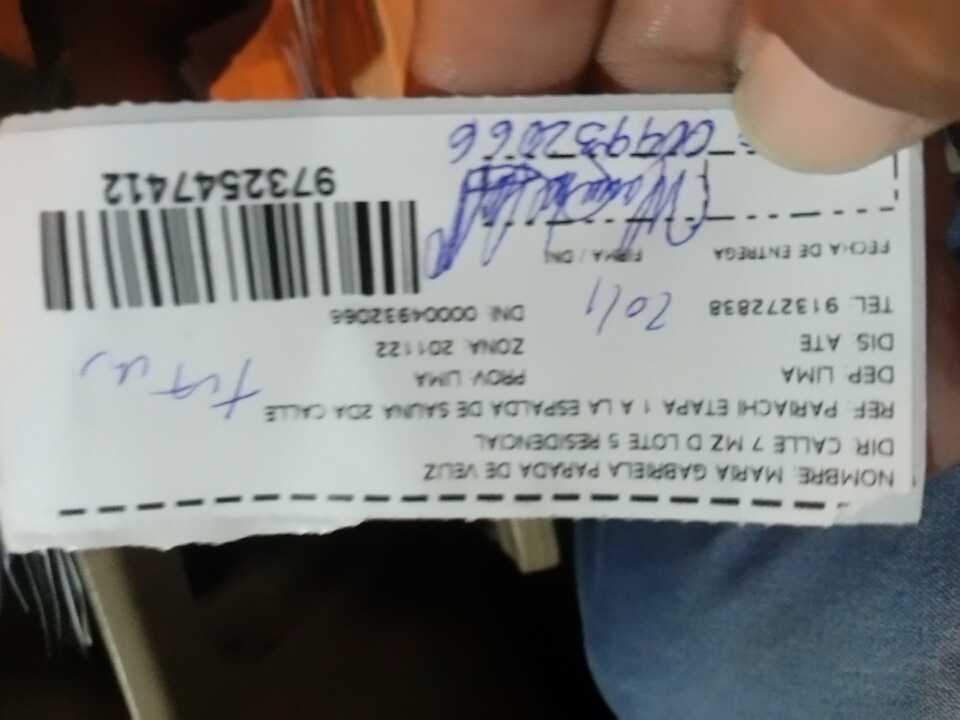 NOMBRE: MARIA GABRIELA PARADA DE VELIZ
DIR: CALLE 7 MZ D LOTE 5 RESIDENCIAL
REF: PARIACHI ETAPA 1 A LA ESPALDA DE SAUNA 2DA CALLE
DEP: LIMA PROV: LIMA
DIS: ATE ZONA: 201122
TEL: 913272838 DNI: 00004932066
20/1
FECHA DE ENTREGA FIRMA / DNI
004932066
9732547412